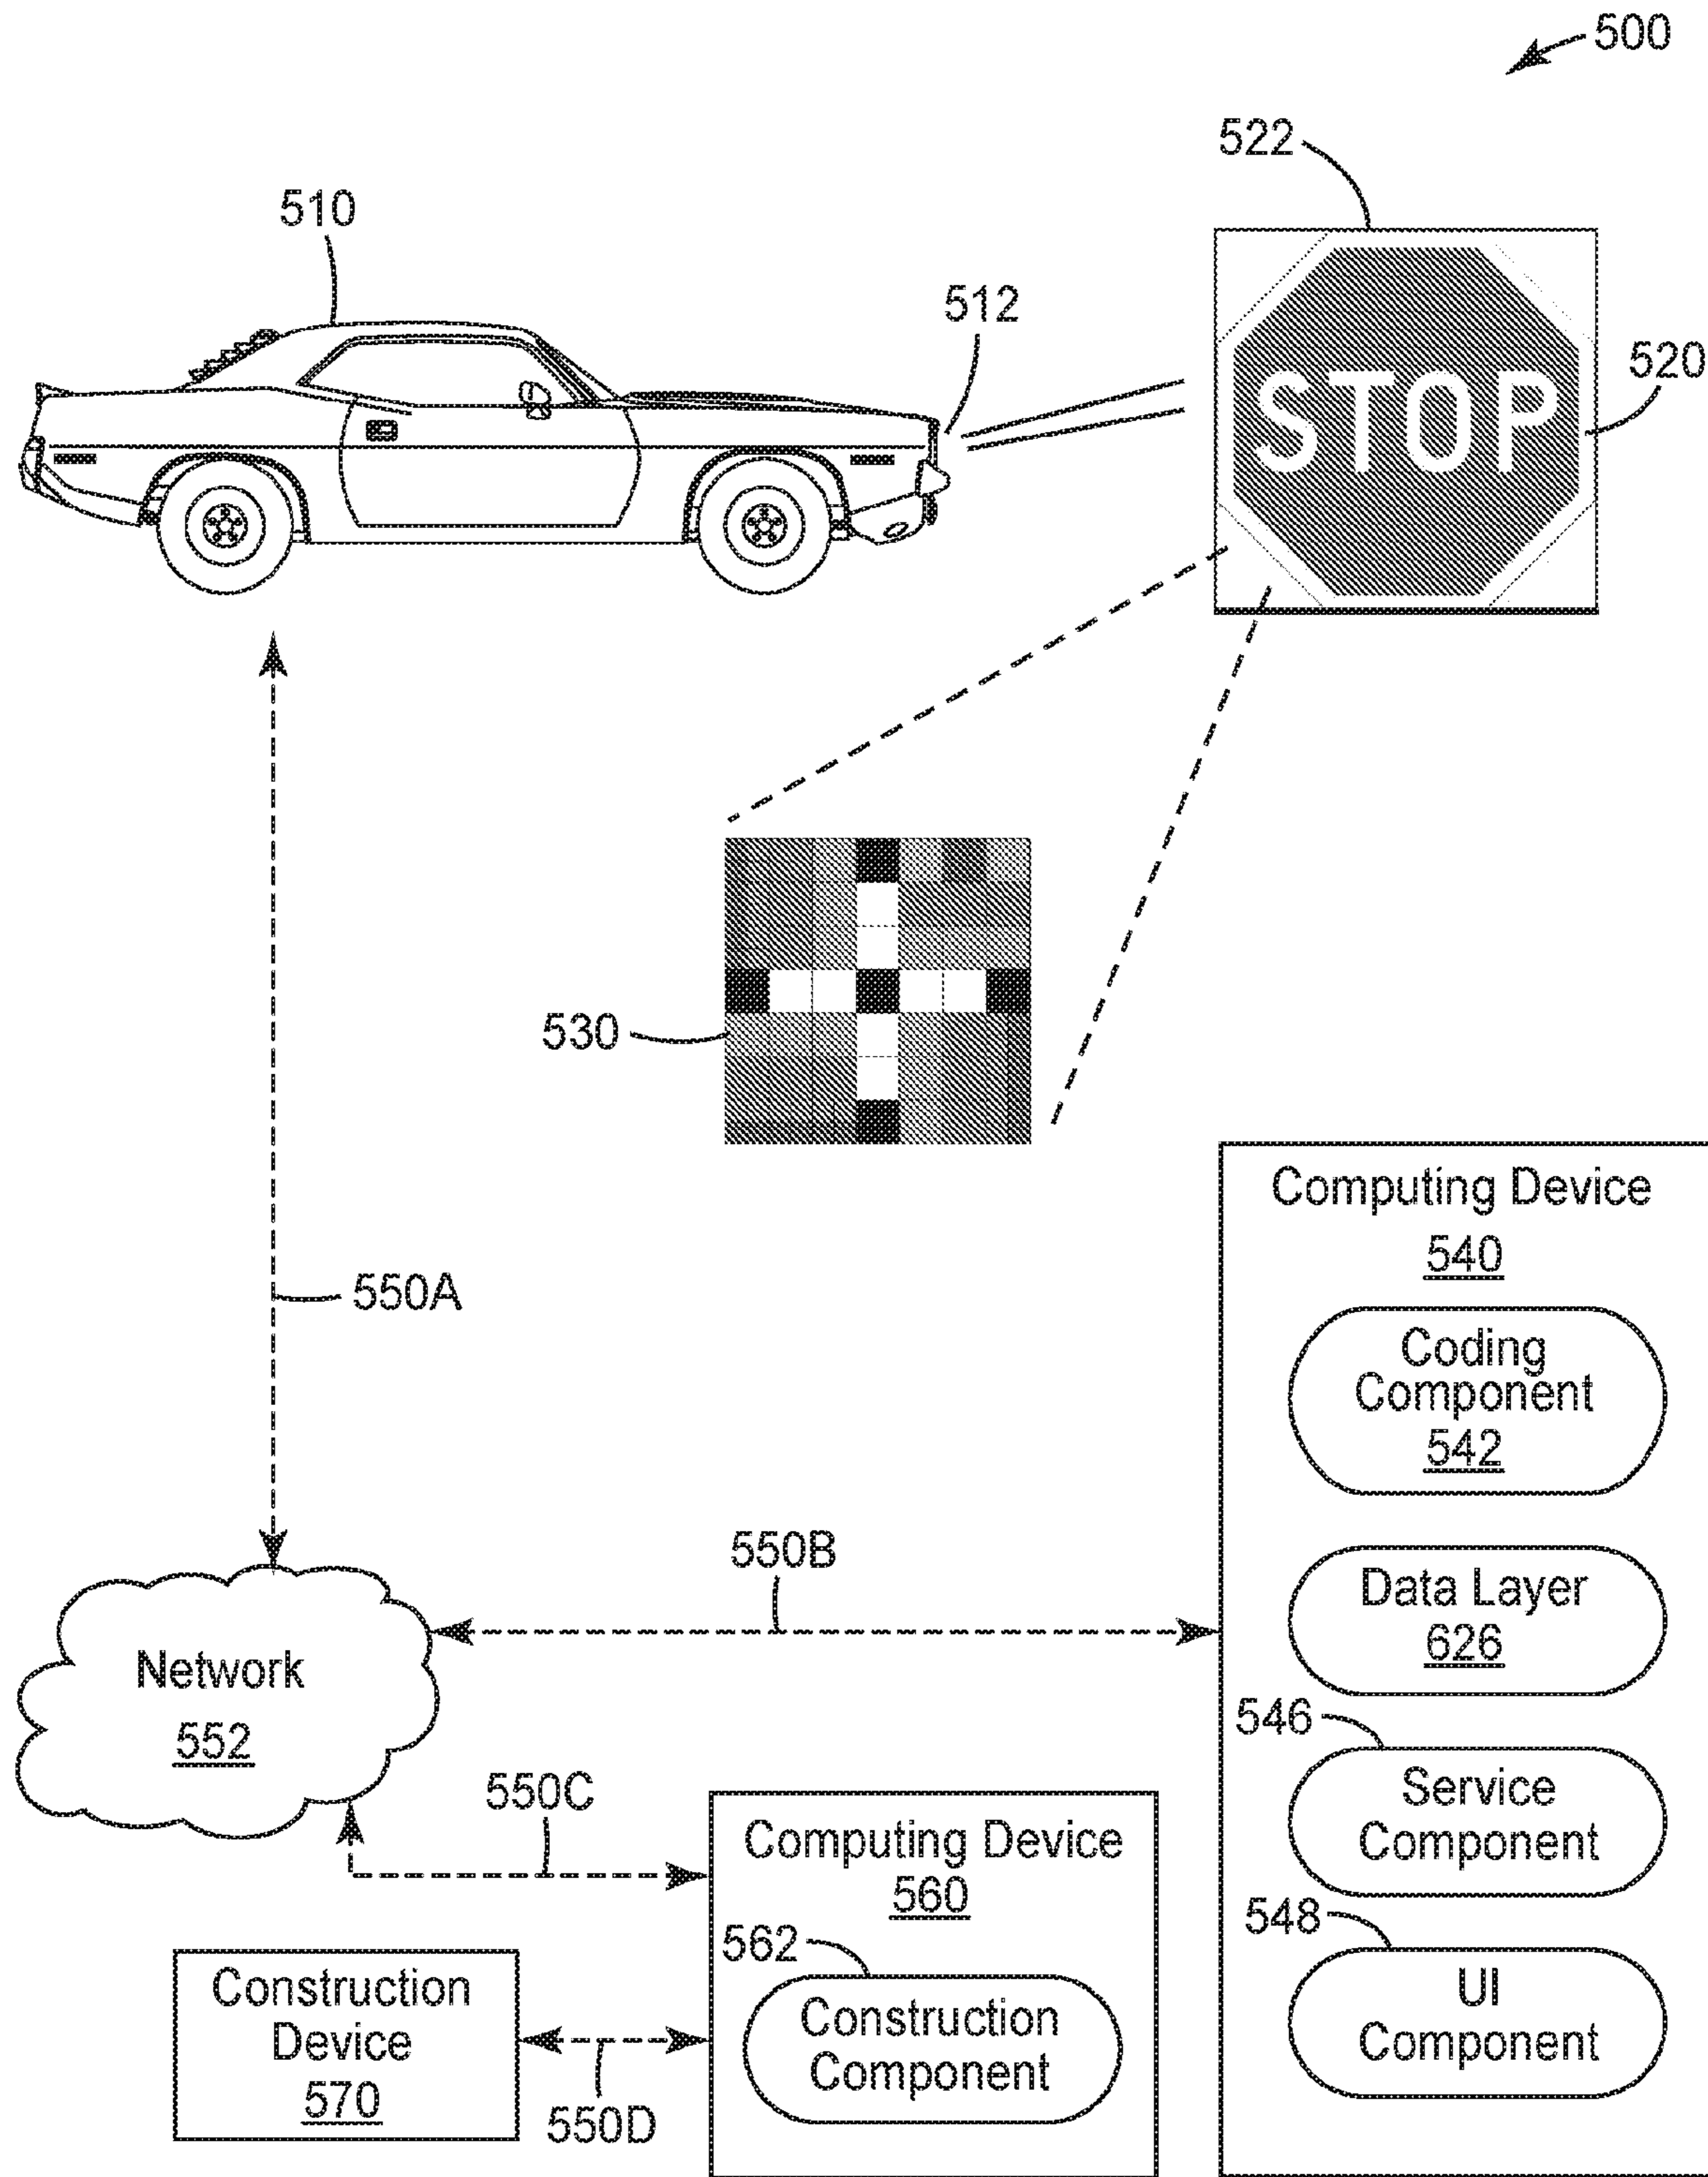 500
522
510
512
520
STOP
530
Computing Device
540
Coding
Component
542
550A
550B
Data Layer
626
Network
552
546
Service
Component
550C
Computing Device
560
548
UI
Component
562
Construction
Component
Construction
Device
570
550D